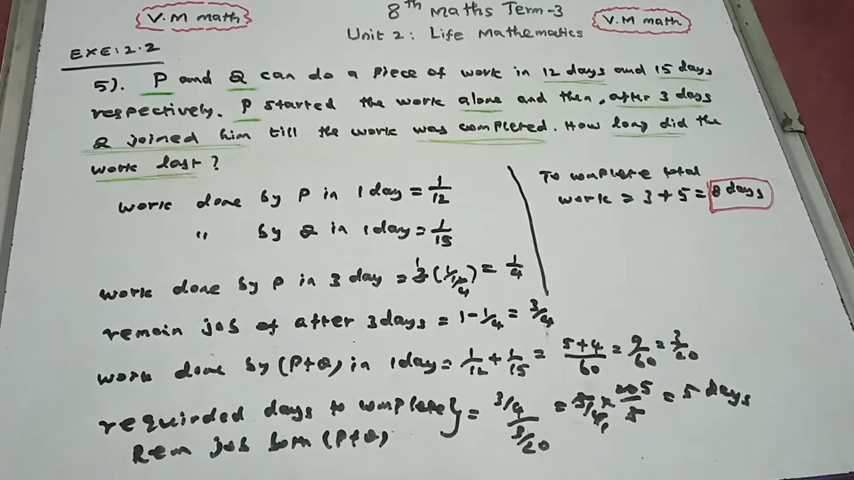 V.M math
8th Maths Term-3
V.M math
Unit 2: Life Mathematics
EXE:2.2
5). P and Q can do a piece of work in 12 days and 15 days
respectively. P started the work alone and then, after 3 days
Q joined him till the work was completed. How long did the
work last?
work done by P in 1 day = 1/12
" by Q in 1 day = 1/15
work done by P in 3 day = 3(1/12) = 1/4
remain job of after 3 days = 1-1/4 = 3/4
work done by (P+Q) in 1 day = 1/12 + 1/15 = 5+4/60 = 9/60 = 3/20
requirded days to complete } = 3/4 / 3/20 = 5 days
Rem job both (P+Q)
To complete total
work = 3+5 = 8 days